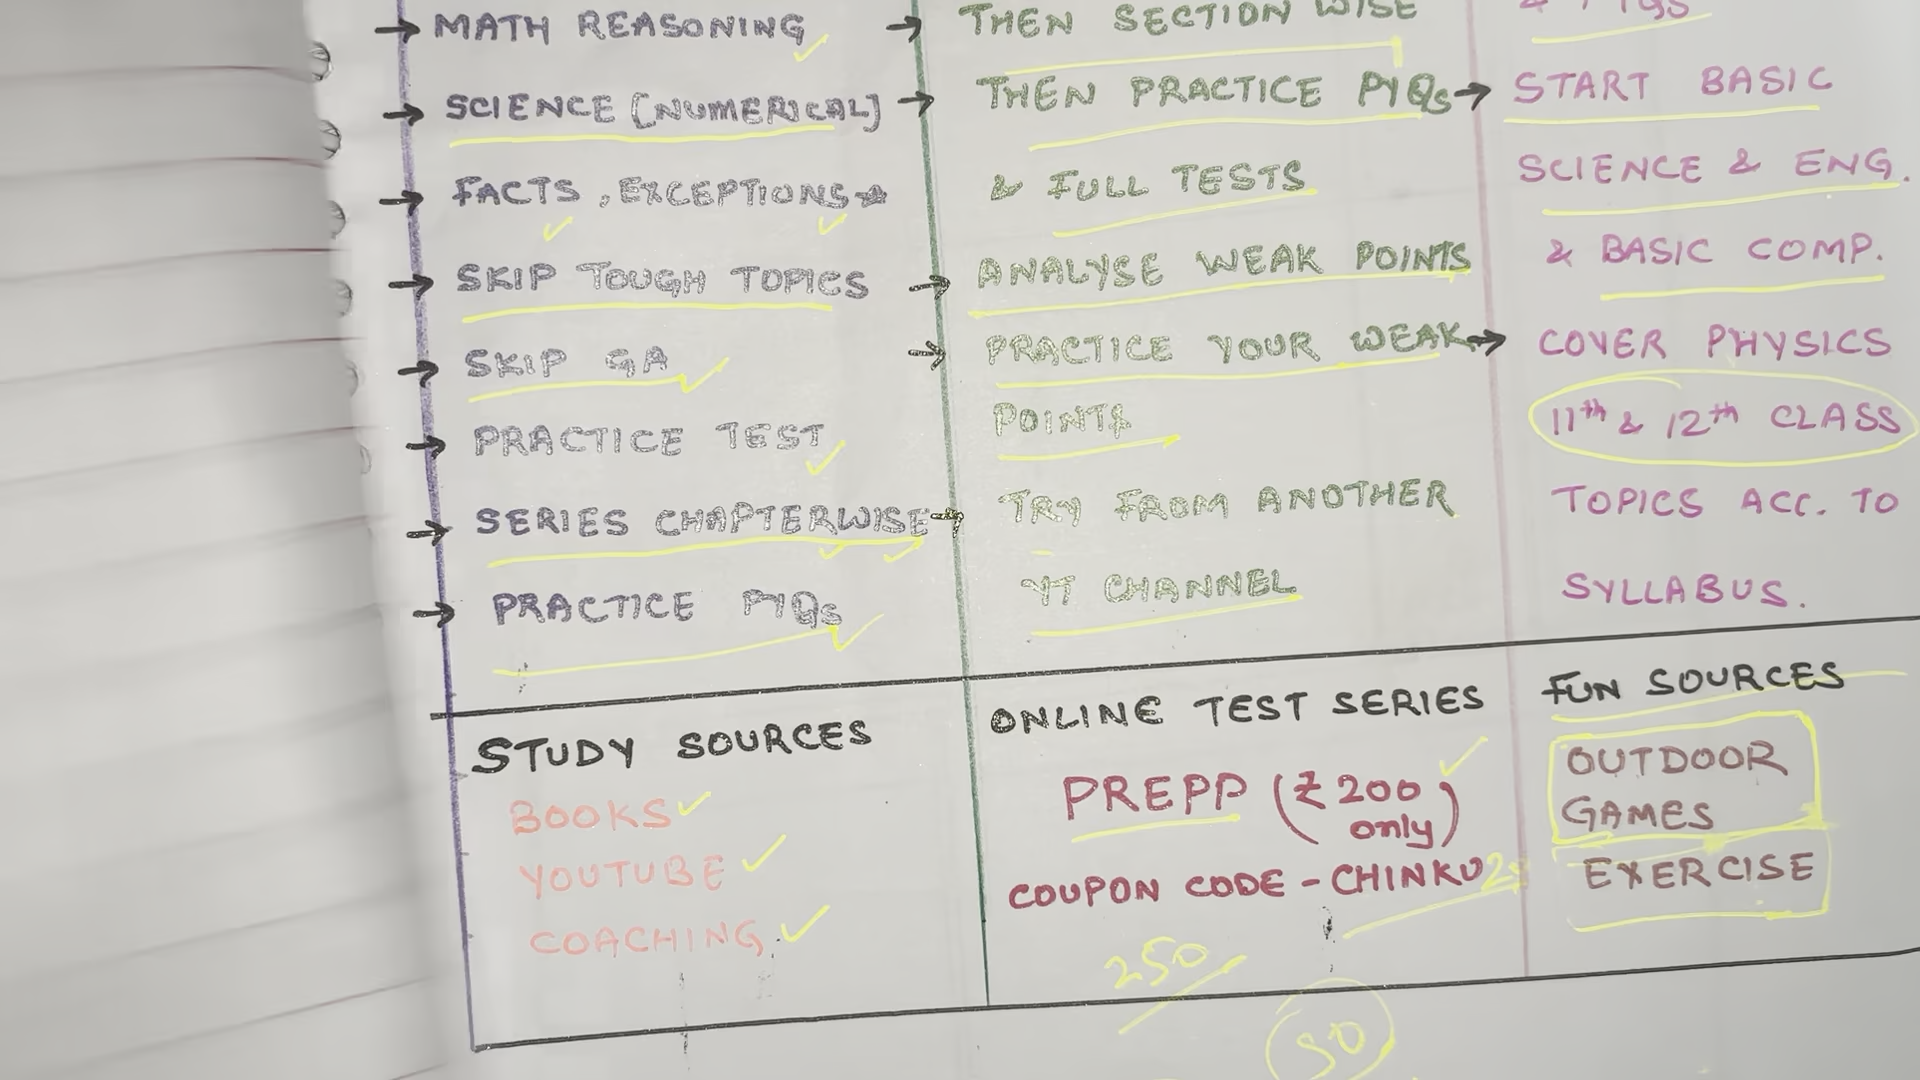 MATH REASONING
SCIENCE [NUMERICAL]
FACTS, EXCEPTIONS
SKIP TOUGH TOPICS
SKIP GA
PRACTICE TEST
SERIES CHAPTERWISE
PRACTICE PYQs
THEN SECTION WISE
THEN PRACTICE PYQs
& FULL TESTS
ANALYSE WEAK POINTS
PRACTICE YOUR WEAK
POINTS
TRY FROM ANOTHER
YT CHANNEL
START BASIC
SCIENCE & ENG.
& BASIC COMP.
COVER PHYSICS
11th & 12th CLASS
TOPICS ACC. TO
SYLLABUS.
STUDY SOURCES
BOOKS
YOUTUBE
COACHING
ONLINE TEST SERIES
PREPP (₹ 200
only)
COUPON CODE - CHINKU
250
50
FUN SOURCES
OUTDOOR
GAMES
EXERCISE